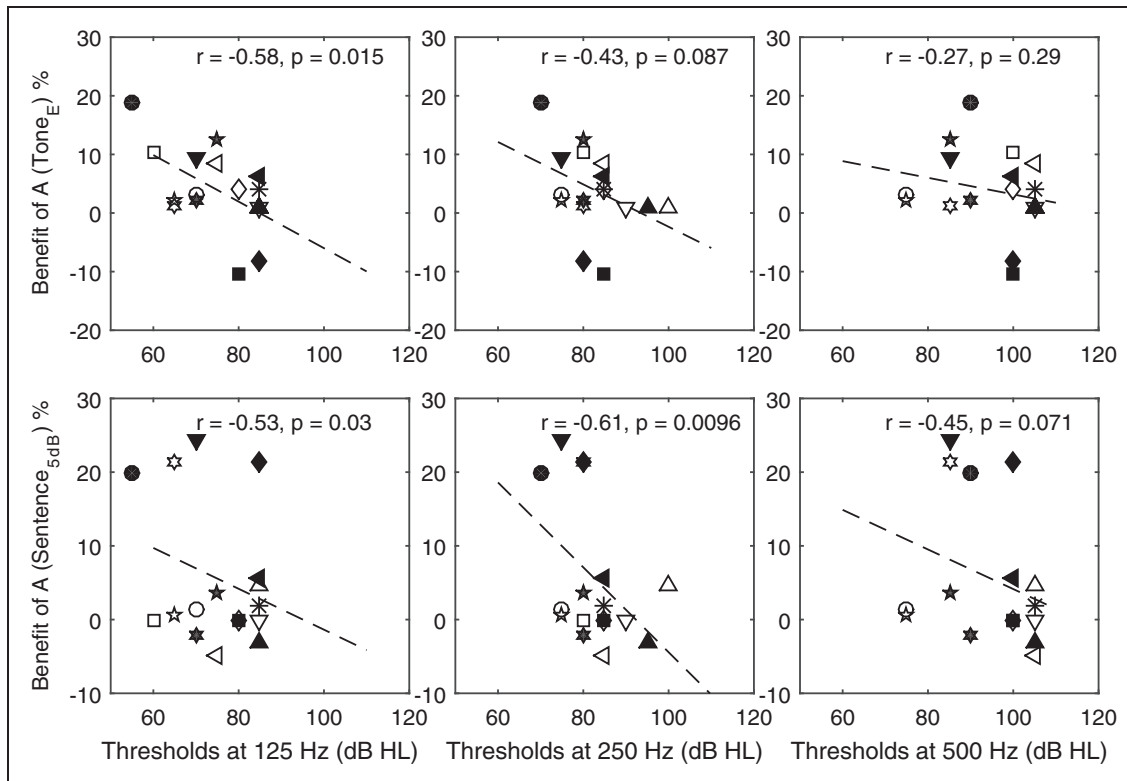 r = -0.58, p = 0.015
r = -0.43, p = 0.087
r = -0.27, p = 0.29
Benefit of A (Tone_E) %
30
20
10
0
-10
-20
60 80 100 120
30
20
10
0
-10
-20
60 80 100 120
30
20
10
0
-10
-20
60 80 100 120
r = -0.53, p = 0.03
r = -0.61, p = 0.0096
r = -0.45, p = 0.071
Benefit of A (Sentence_5dB) %
30
20
10
0
-10
60 80 100 120
30
20
10
0
-10
60 80 100 120
30
20
10
0
-10
60 80 100 120
Thresholds at 125 Hz (dB HL)
Thresholds at 250 Hz (dB HL)
Thresholds at 500 Hz (dB HL)